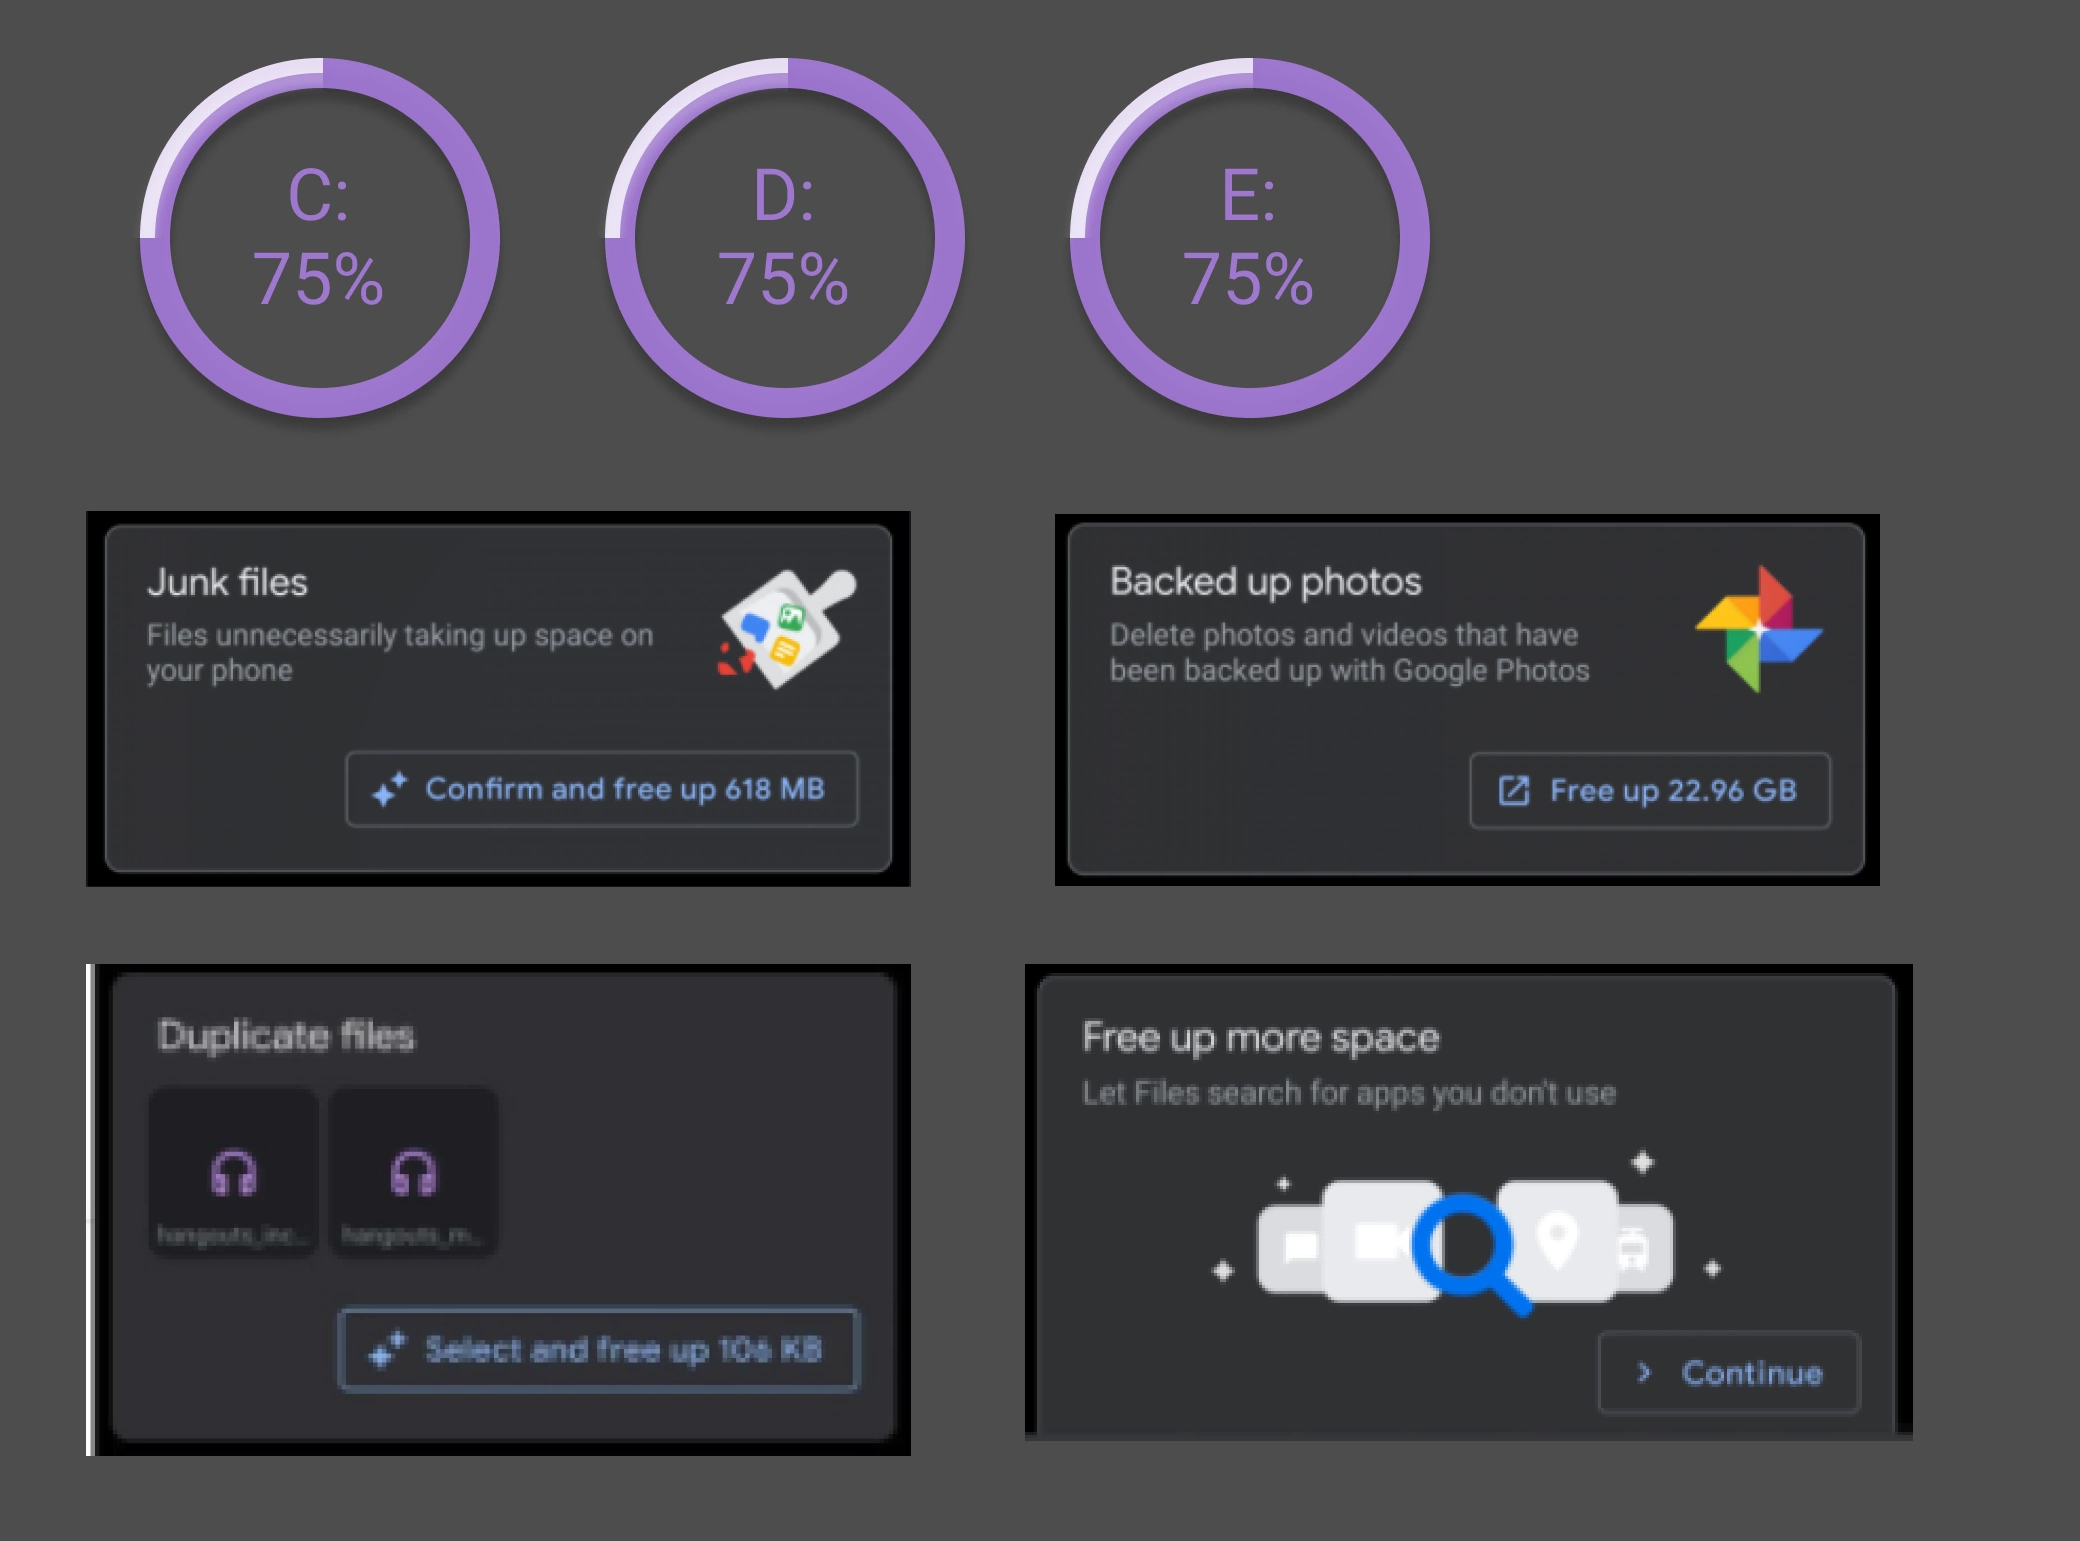 C:
75%
D:
75%
E:
75%
Junk files
Files unnecessarily taking up space on
your phone
Confirm and free up 618 MB
Backed up photos
Delete photos and videos that have
been backed up with Google Photos
Free up 22.96 GB
Duplicate files
hangouts_inc...
hangouts_m...
Select and free up 106 KB
Free up more space
Let Files search for apps you don't use
Continue